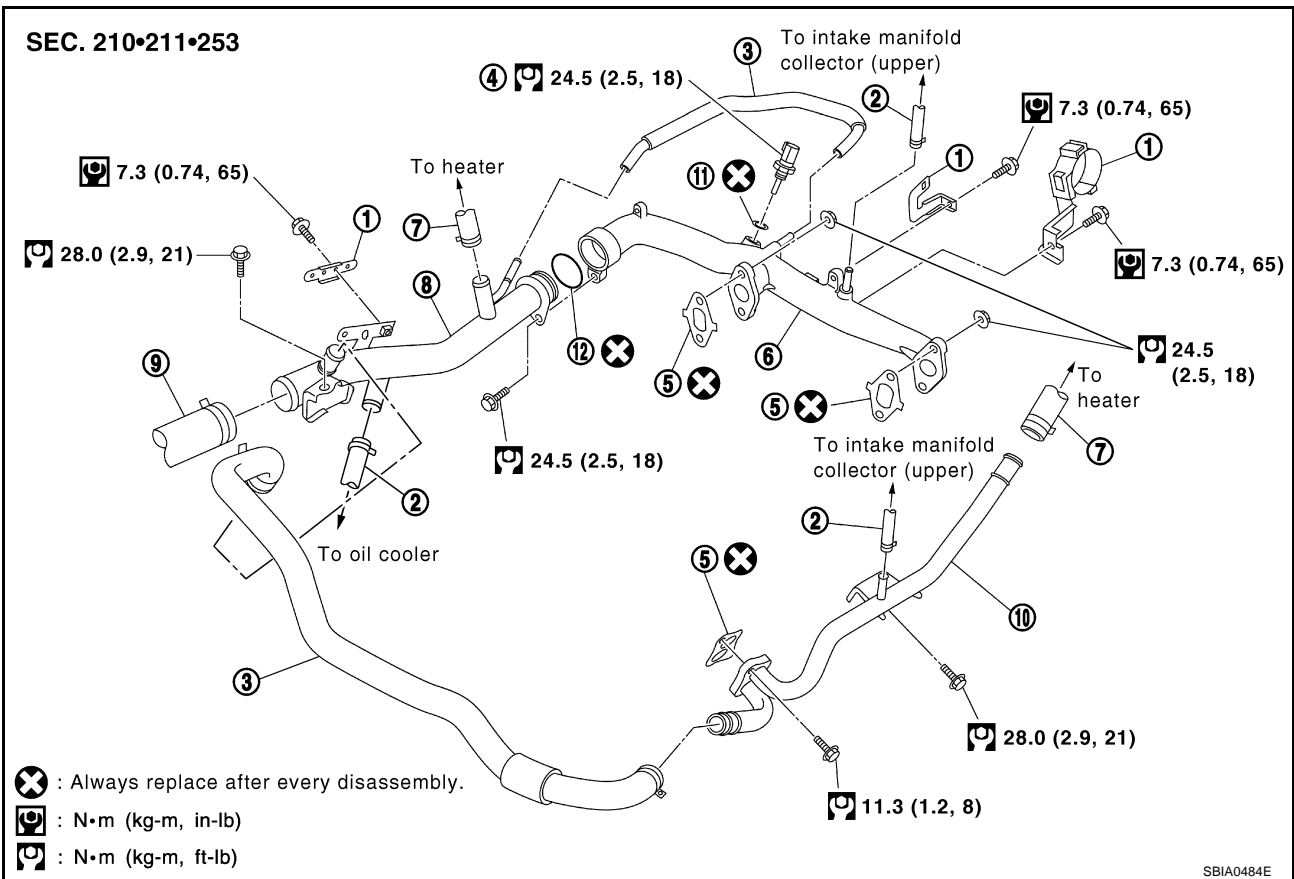 SEC. 210•211•253
To intake manifold
collector (upper)
③
④ 24.5 (2.5, 18)
②
7.3 (0.74, 65)
①
①
7.3 (0.74, 65)
To heater
⑪
①
⑦
28.0 (2.9, 21)
7.3 (0.74, 65)
⑧
⑫
⑥
24.5
(2.5, 18)
⑨
⑤
⑤
To
heater
To intake manifold
collector (upper)
⑦
24.5 (2.5, 18)
②
②
To oil cooler
⑤
⑩
③
28.0 (2.9, 21)
: Always replace after every disassembly.
11.3 (1.2, 8)
: N•m (kg-m, in-lb)
: N•m (kg-m, ft-lb)
SBIA0484E